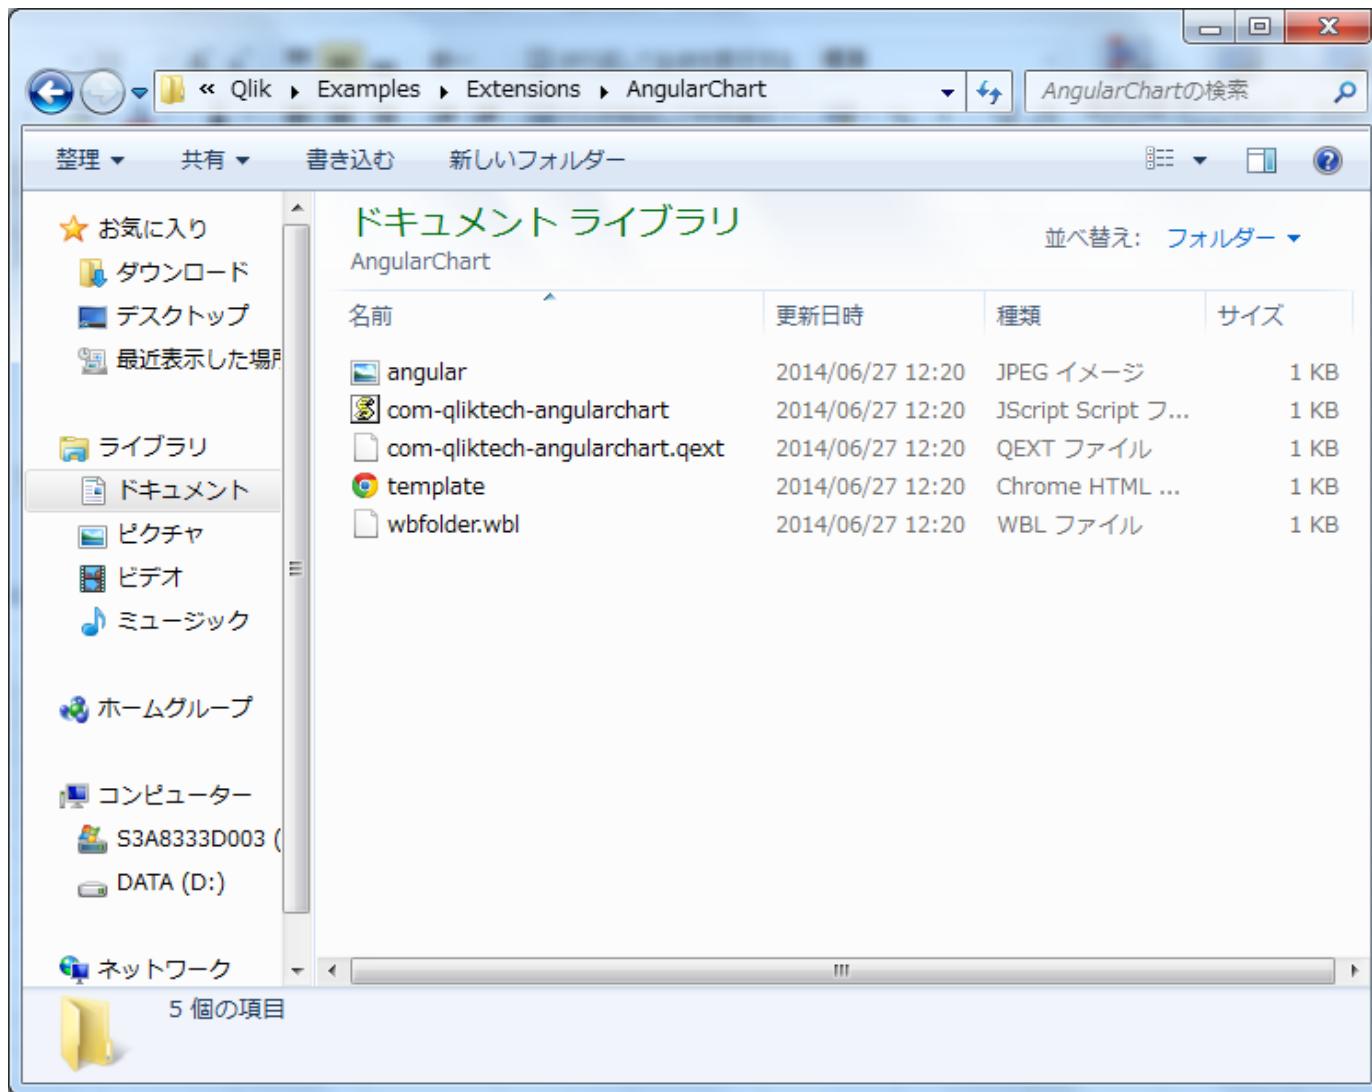 « Qlik ▸ Examples ▸ Extensions ▸ AngularChart
AngularChartの検索
整理 共有 書き込む 新しいフォルダー
お気に入り
ダウンロード
デスクトップ
最近表示した場所
ライブラリ
ドキュメント
ピクチャ
ビデオ
ミュージック
ホームグループ
コンピューター
S3A8333D003 (
DATA (D:)
ネットワーク
ドキュメント ライブラリ
AngularChart
並べ替え: フォルダー
名前 更新日時 種類 サイズ
angular 2014/06/27 12:20 JPEG イメージ 1 KB
com-qliktech-angularchart 2014/06/27 12:20 JScript Script フ... 1 KB
com-qliktech-angularchart.qext 2014/06/27 12:20 QEXT ファイル 1 KB
template 2014/06/27 12:20 Chrome HTML ... 1 KB
wbfolder.wbl 2014/06/27 12:20 WBL ファイル 1 KB
5 個の項目